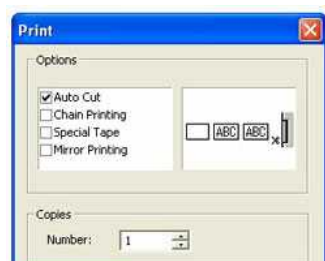 Print
Options
Auto Cut
Chain Printing
Special Tape
Mirror Printing
ABC ABC
Copies
Number: 1